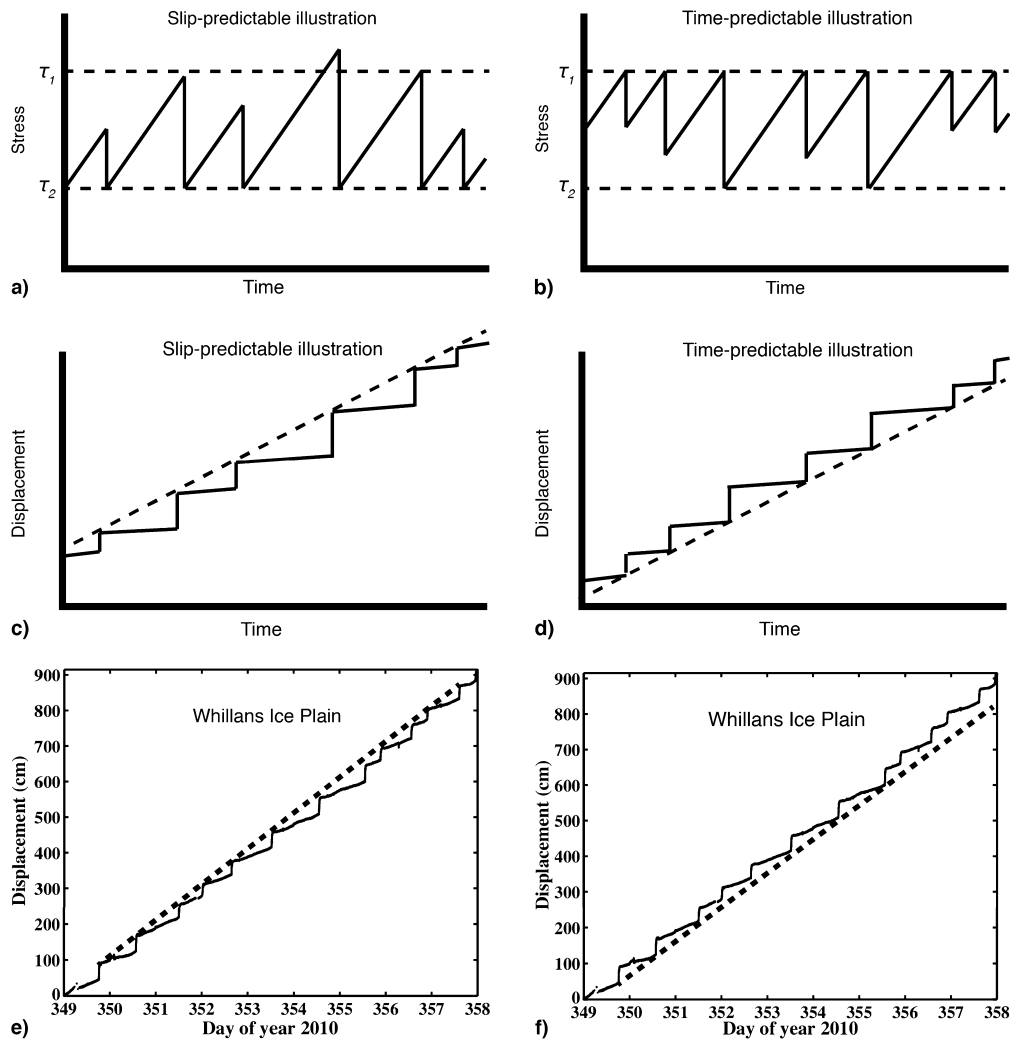 Slip-predictable illustration
τ1
Stress
τ2
a)
Time
Time-predictable illustration
τ1
Stress
τ2
b)
Time
Slip-predictable illustration
Displacement
c)
Time
Time-predictable illustration
Displacement
d)
Time
900
800
700
600
500
400
300
200
100
0
Whillans Ice Plain
Displacement (cm)
349 350 351 352 353 354 355 356 357 358
e)
Day of year 2010
900
800
700
600
500
400
300
200
100
0
Whillans Ice Plain
Displacement (cm)
349 350 351 352 353 354 355 356 357 358
f)
Day of year 2010